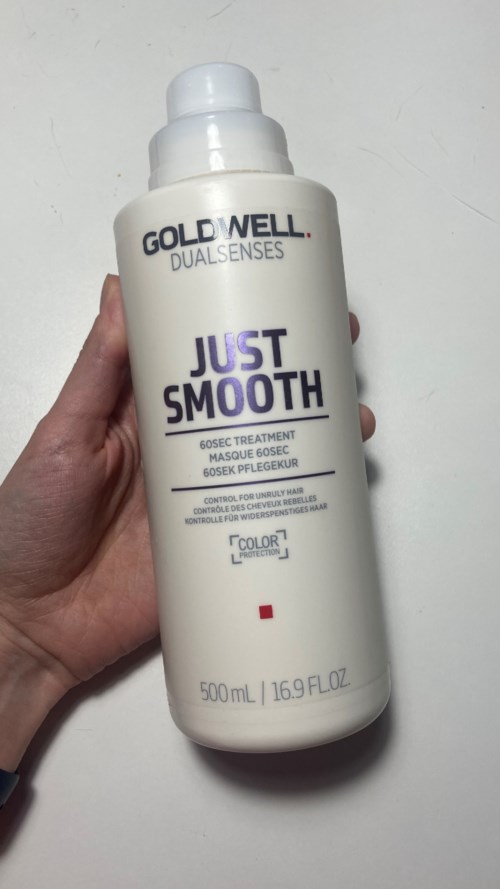 GOLDWELL.
DUALSENSES
JUST
SMOOTH
60SEC TREATMENT
MASQUE 60SEC
60SEK PFLEGEKUR
CONTROL FOR UNRULY HAIR
CONTRÔLE DES CHEVEUX REBELLES
KONTROLLE FÜR WIDERSPENSTIGES HAAR
COLOR
PROTECTION
500 mL / 16.9 FL.OZ.